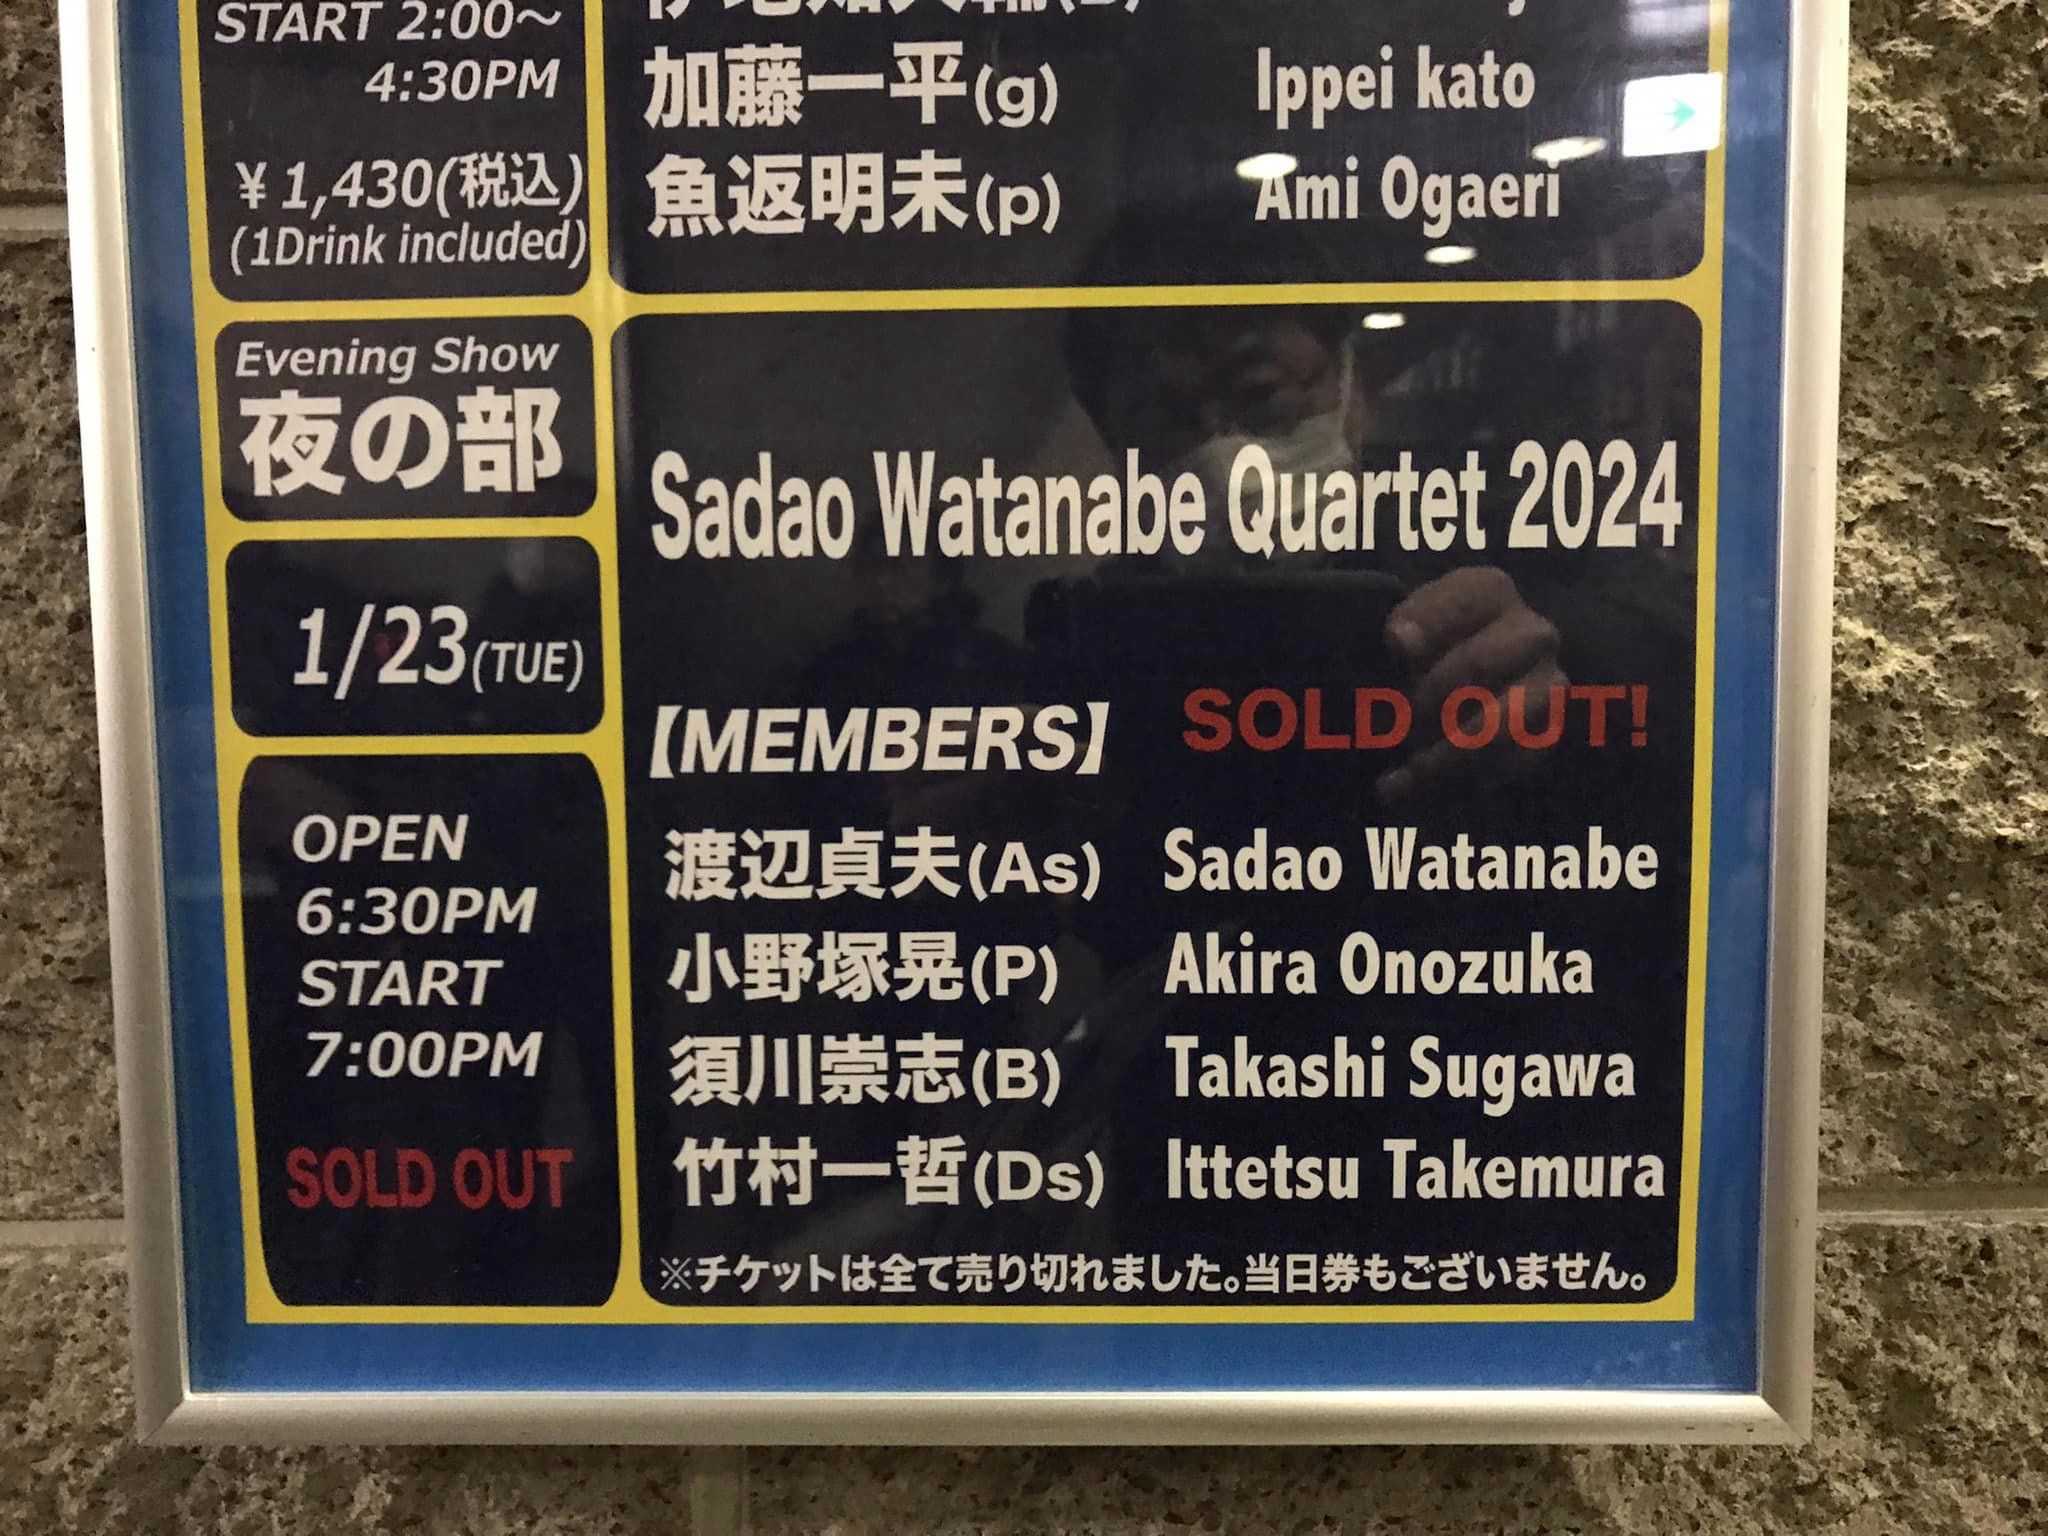 START 2:00〜
4:30PM
¥1,430(税込)
(1Drink included)
加藤一平(g) Ippei kato
魚返明未(p) Ami Ogaeri
Evening Show
夜の部
1/23(TUE)
OPEN
6:30PM
START
7:00PM
SOLD OUT
Sadao Watanabe Quartet 2024
【MEMBERS】 SOLD OUT!
渡辺貞夫(As) Sadao Watanabe
小野塚晃(P) Akira Onozuka
須川崇志(B) Takashi Sugawa
竹村一哲(Ds) Ittetsu Takemura
※チケットは全て売り切れました。当日券もございません。